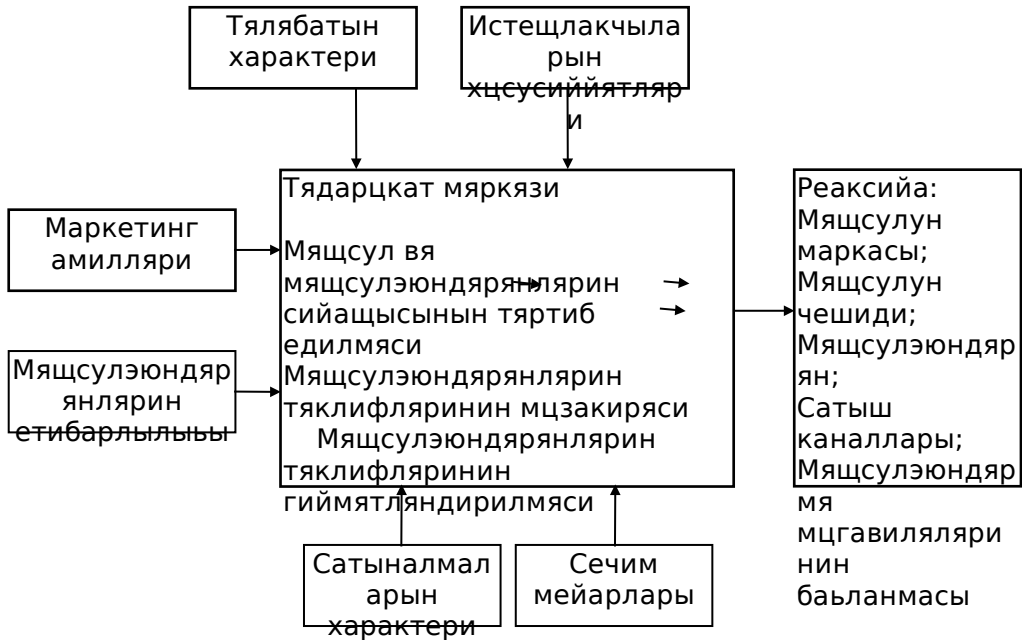 Тялябатын
характери
Истещлакчыла
рын
хцсусиййятляр
и
Тядарцкат мяркязи
Мящсул вя
мящсулэюндярянлярин
сийащысынын тяртиб
едилмяси
Мящсулэюндярянлярин
тяклифляринин мцзакиряси
Мящсулэюндярянлярин
тяклифляринин
гиймятляндирилмяси
Маркетинг
амилляри
Мящсулэюндяр
янлярин
етибарлылыьы
Реаксийа:
Мящсулун
маркасы;
Мящсулун
чешиди;
Мящсулэюндяр
ян;
Сатыш
каналлары;
Мящсулэюндяр
мя
мцгавиляляри
нин
баьланмасы
Сатыналмал
арын
характери
Сечим
мейарлары